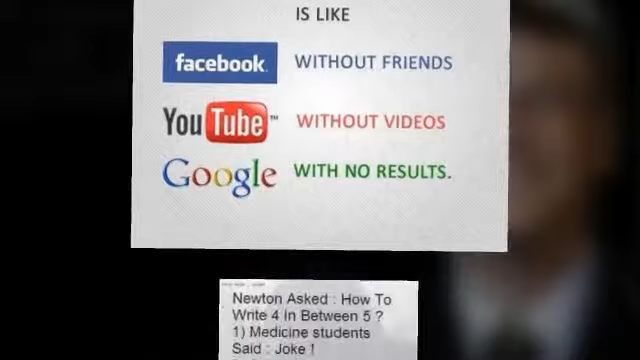 IS LIKE
facebook. WITHOUT FRIENDS
YouTube™ WITHOUT VIDEOS
Google WITH NO RESULTS.
Newton Asked : How To
Write 4 In Between 5 ?
1) Medicine students
Said : Joke !